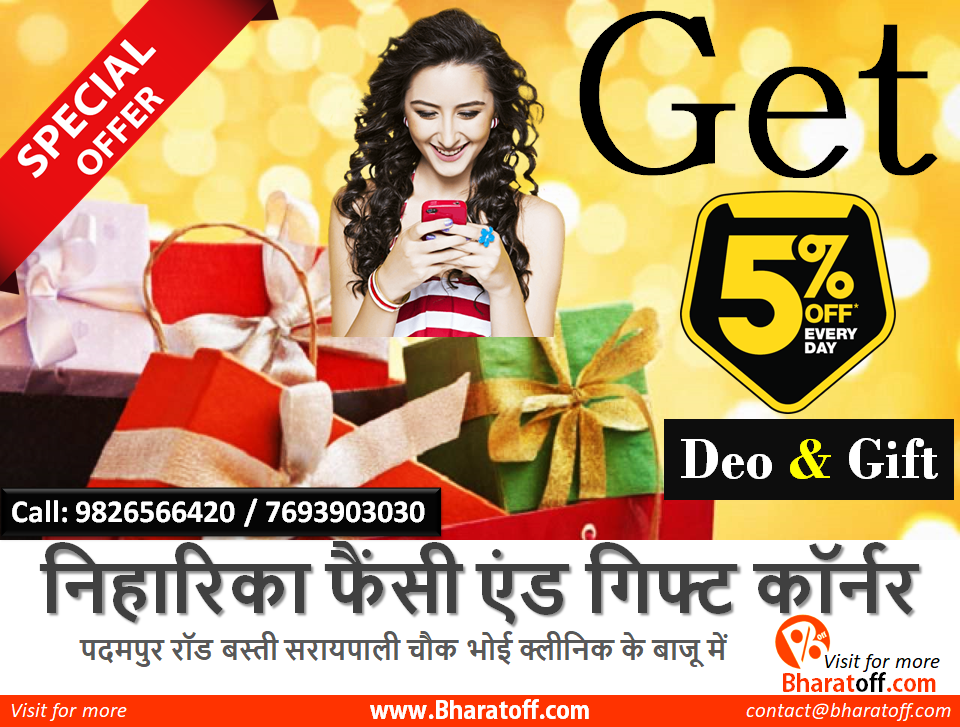 SPECIAL
OFFER
Get
5%
OFF*
EVERY
DAY
Deo & Gift
Call: 9826566420 / 7693903030
निहारिका फैंसी एंड गिफ्ट कॉर्नर
पदमपुर रॉड बस्ती सरायपाली चौक भोई क्लीनिक के बाजू में
% off
Visit for more
Bharatoff.com
Visit for more
www.Bharatoff.com
contact@bharatoff.com